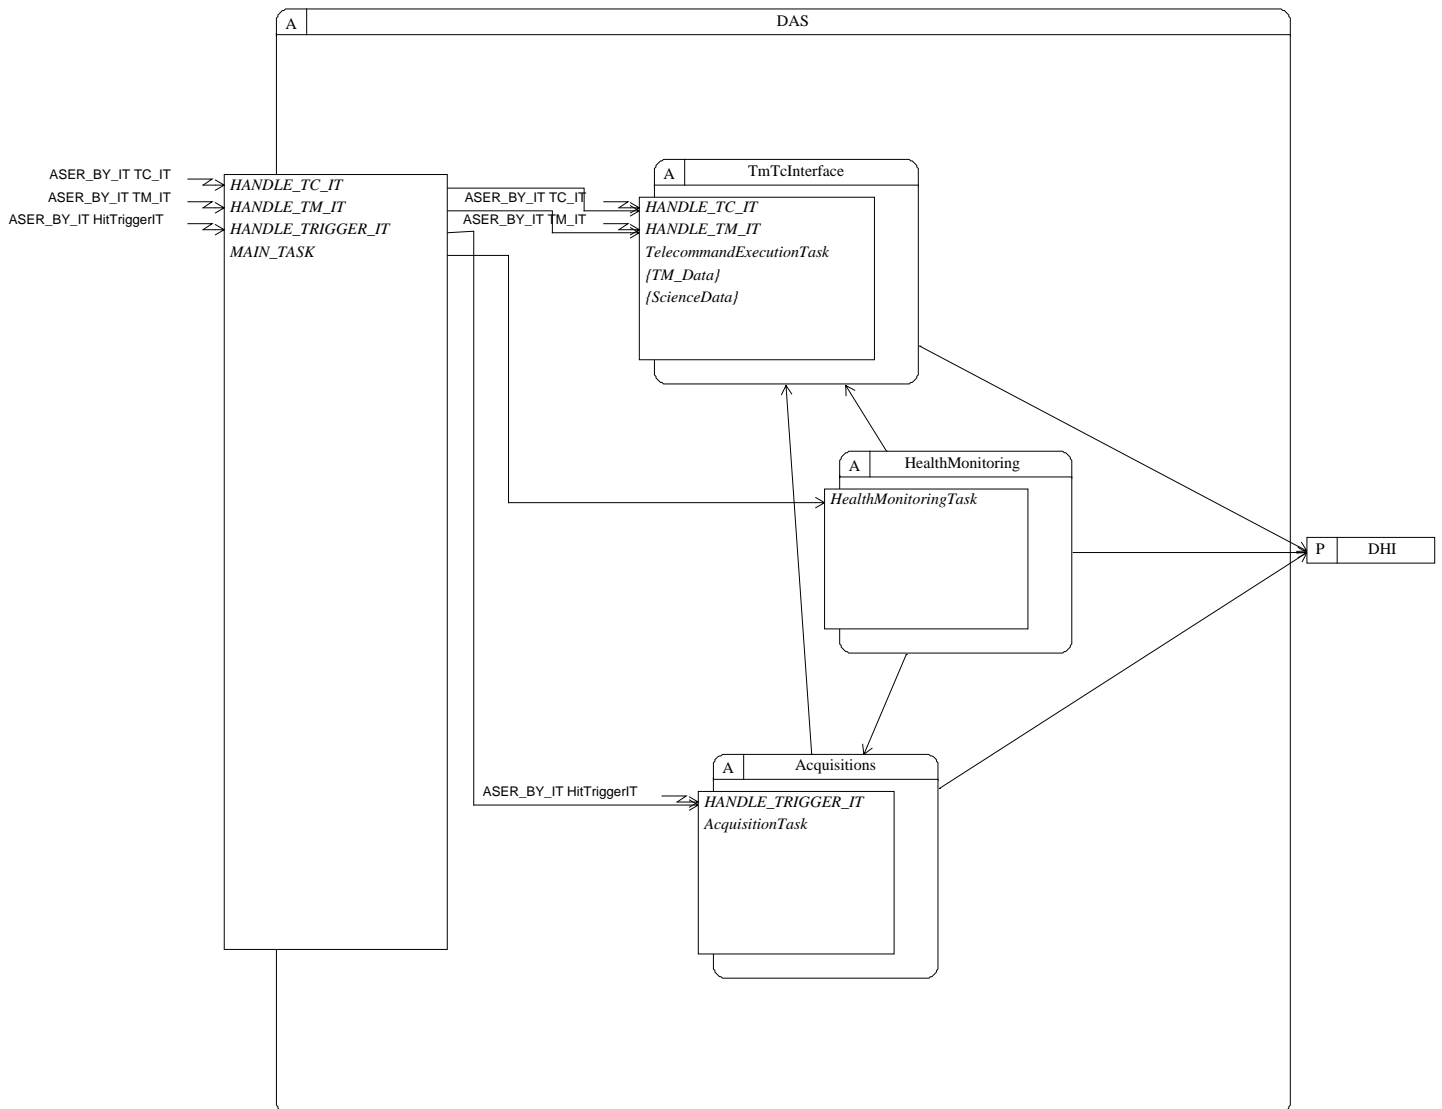 A DAS
ASER_BY_IT TC_IT
ASER_BY_IT TM_IT
ASER_BY_IT HitTriggerIT
HANDLE_TC_IT
HANDLE_TM_IT
HANDLE_TRIGGER_IT
MAIN_TASK
A TmTcInterface
ASER_BY_IT TC_IT
ASER_BY_IT TM_IT
HANDLE_TC_IT
HANDLE_TM_IT
TelecommandExecutionTask
{TM_Data}
{ScienceData}
A HealthMonitoring
HealthMonitoringTask
P DHI
A Acquisitions
ASER_BY_IT HitTriggerIT
HANDLE_TRIGGER_IT
AcquisitionTask